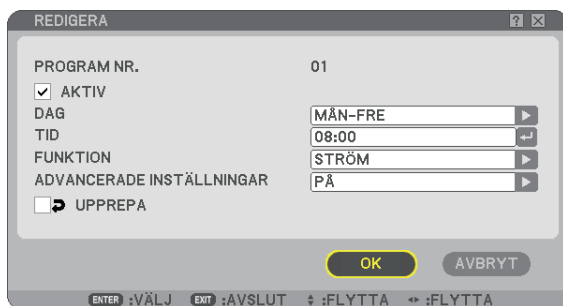 REDIGERA
PROGRAM NR. 01
AKTIV
DAG MÅN-FRE
TID 08:00
FUNKTION STRÖM
ADVANCERADE INSTÄLLNINGAR PÅ
UPPREPA
OK AVBRYT
ENTER :VÄLJ EXIT :AVSLUT :FLYTTA :FLYTTA